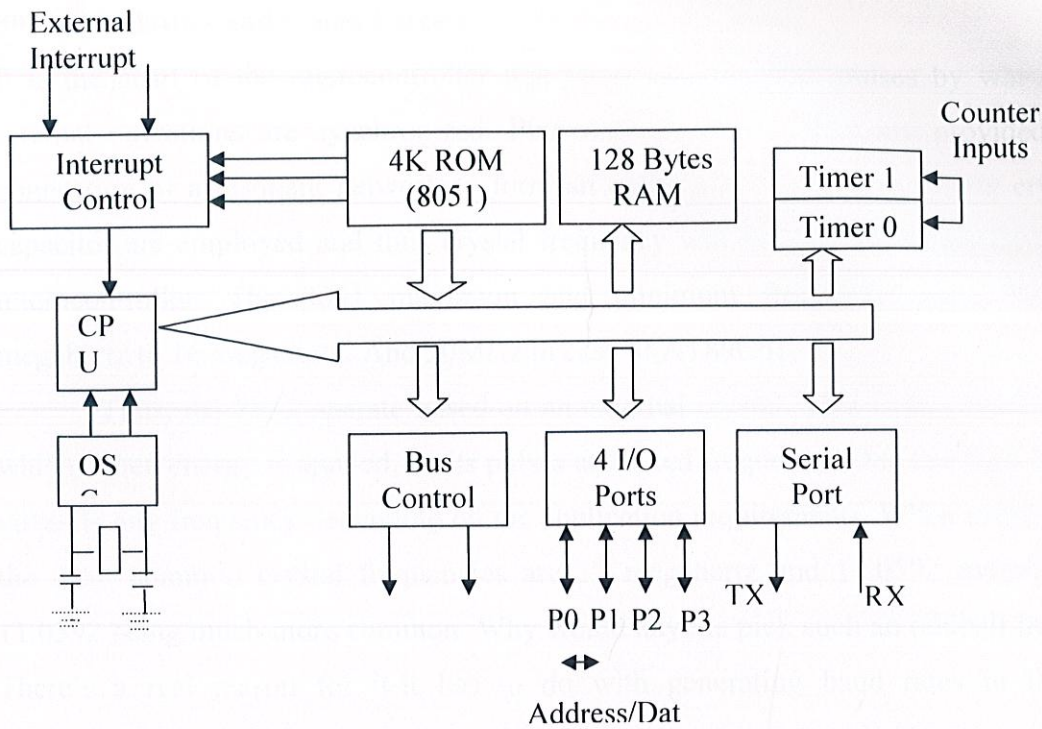 External
Interrupt
Interrupt
Control
4K ROM
(8051)
128 Bytes
RAM
Counter
Inputs
Timer 1
Timer 0
CP
U
OS
Bus
Control
4 I/O
Ports
Serial
Port
P0 P1 P2 P3
TX
RX
Address/Dat